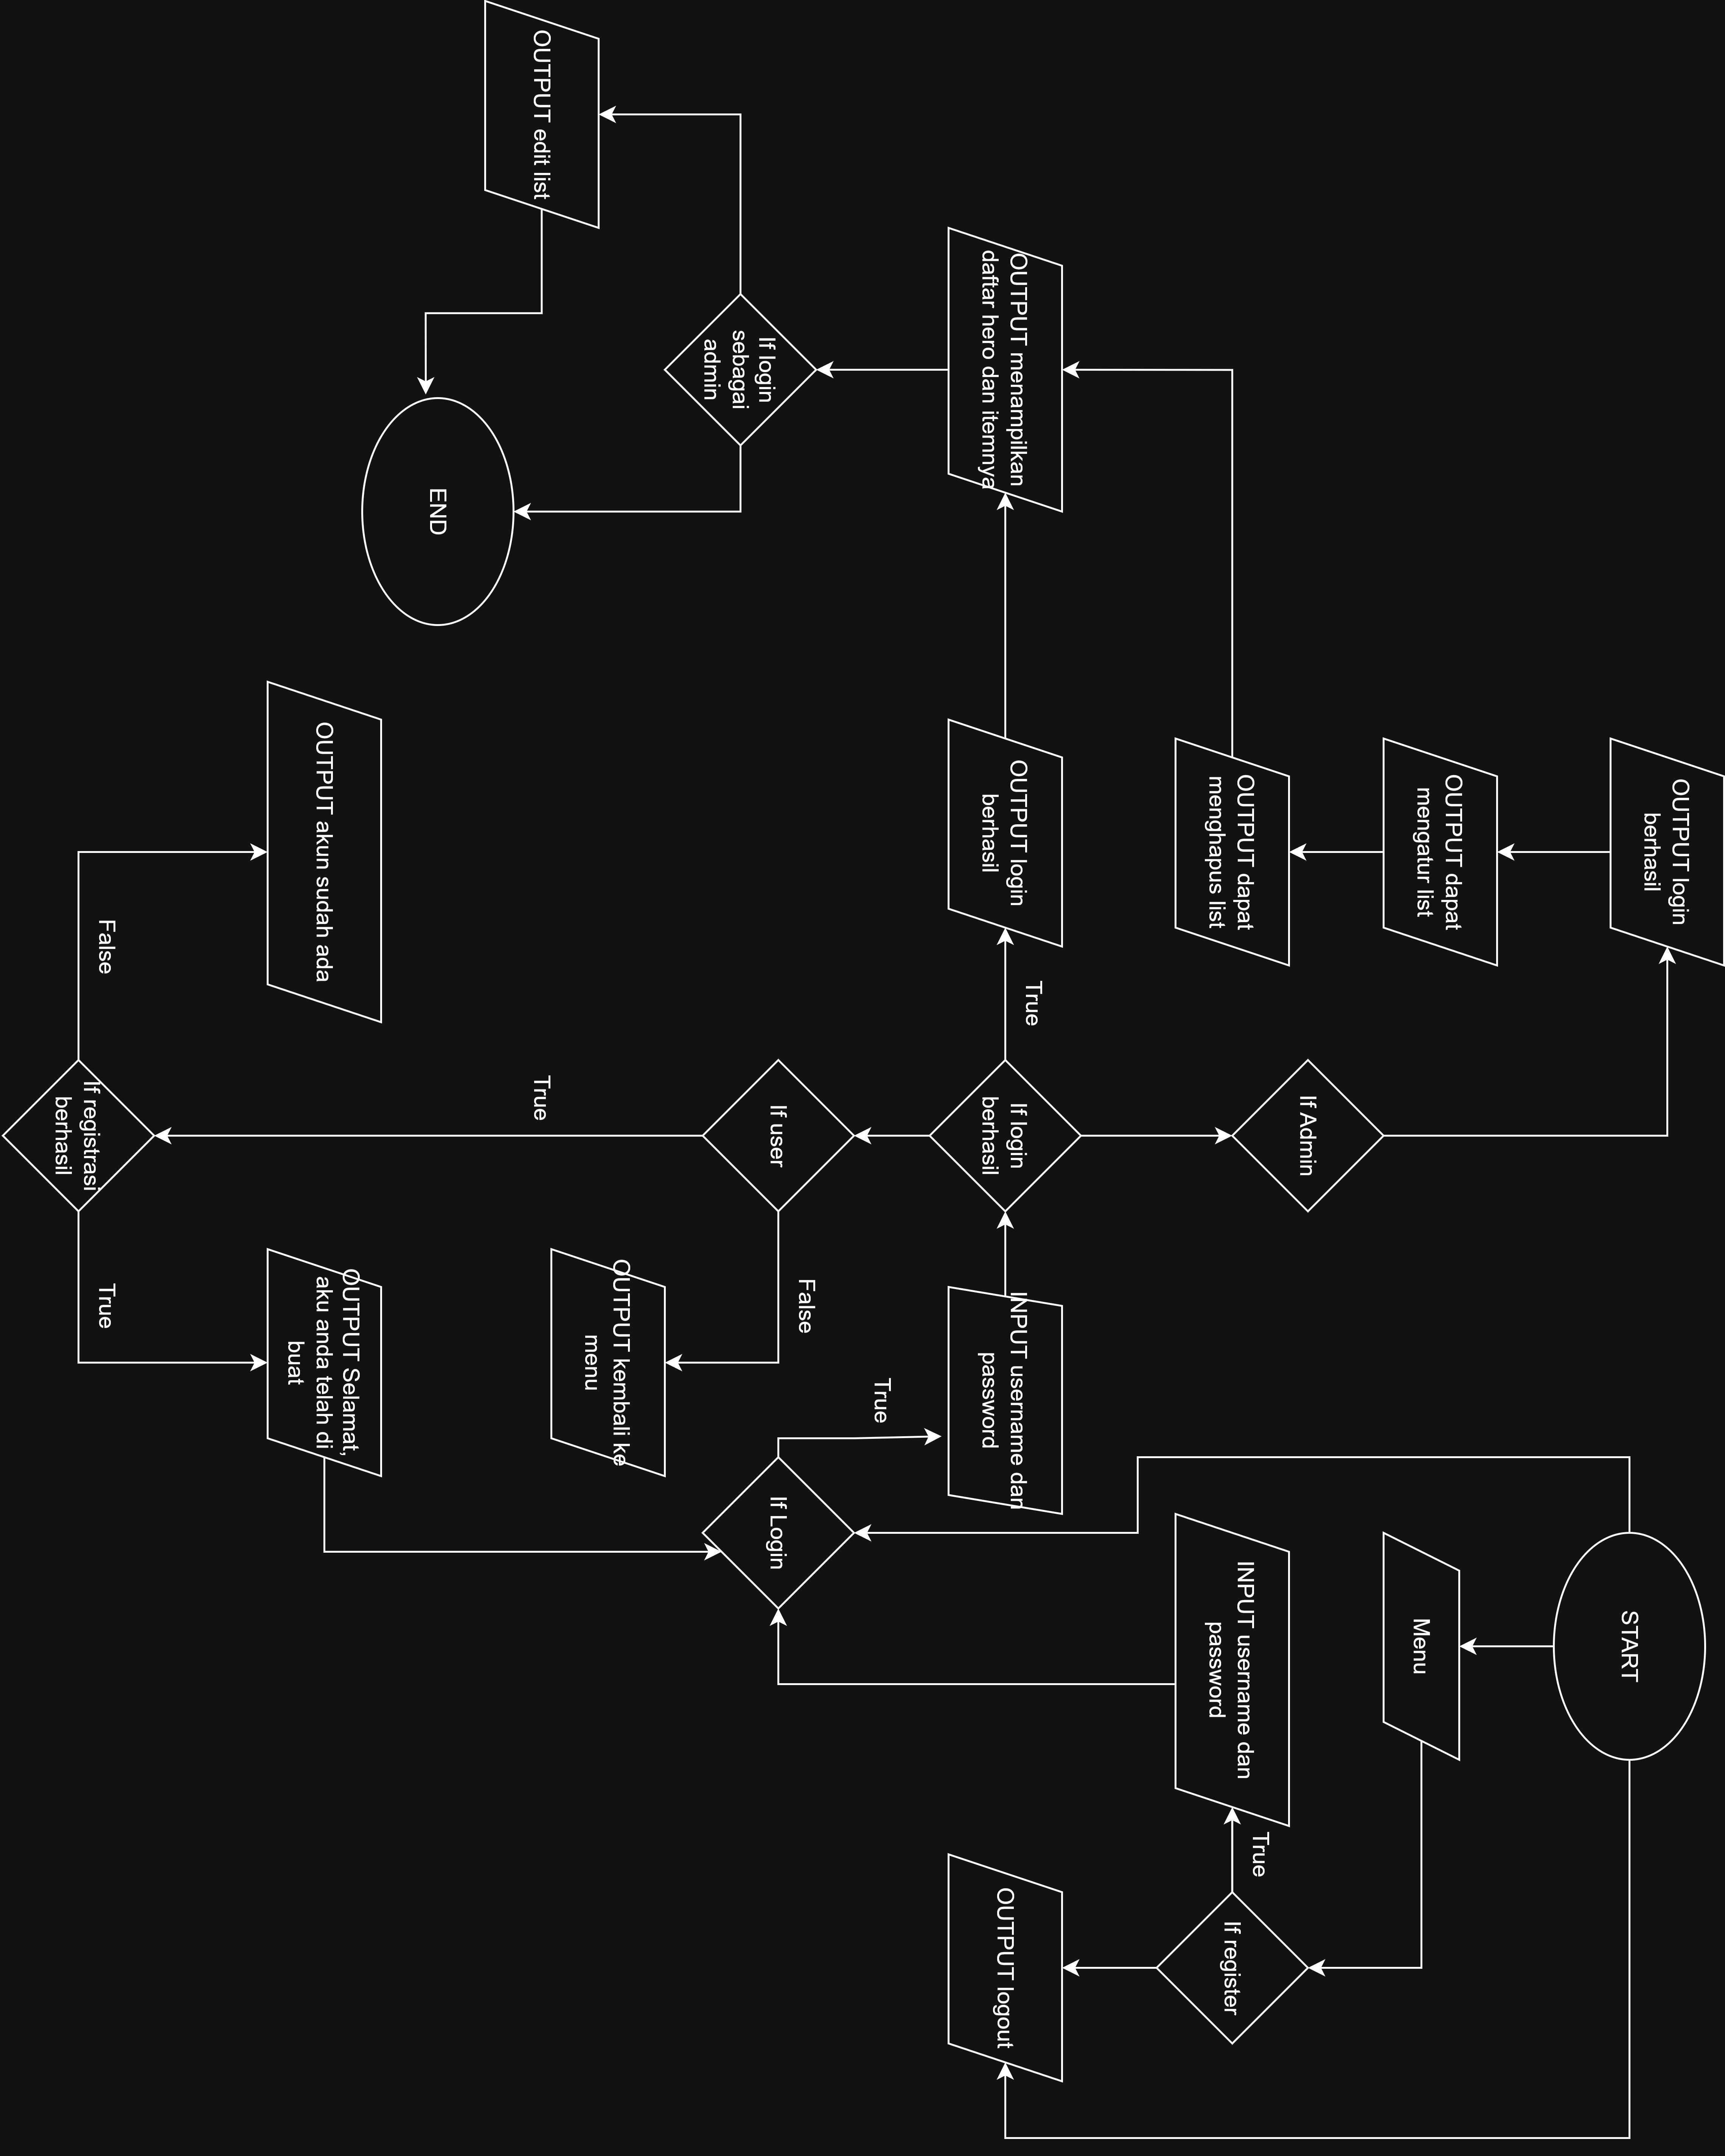 OUTPUT login
berhasil
START
OUTPUT dapat
mengatur list
Menu
If Admin
True
OUTPUT dapat
menghapus list
INPUT username dan
password
If register
True
OUTPUT menampilkan
daftar hero dan itemnya
OUTPUT login
berhasil
If login
berhasil
INPUT username dan
password
OUTPUT logout
True
False
If login
sebagai
admin
If user
If Login
OUTPUT kembali ke
menu
OUTPUT edit list
True
END
OUTPUT akun sudah ada
OUTPUT Selamat,
aku anda telah di
buat
False
True
If registrasi
berhasil